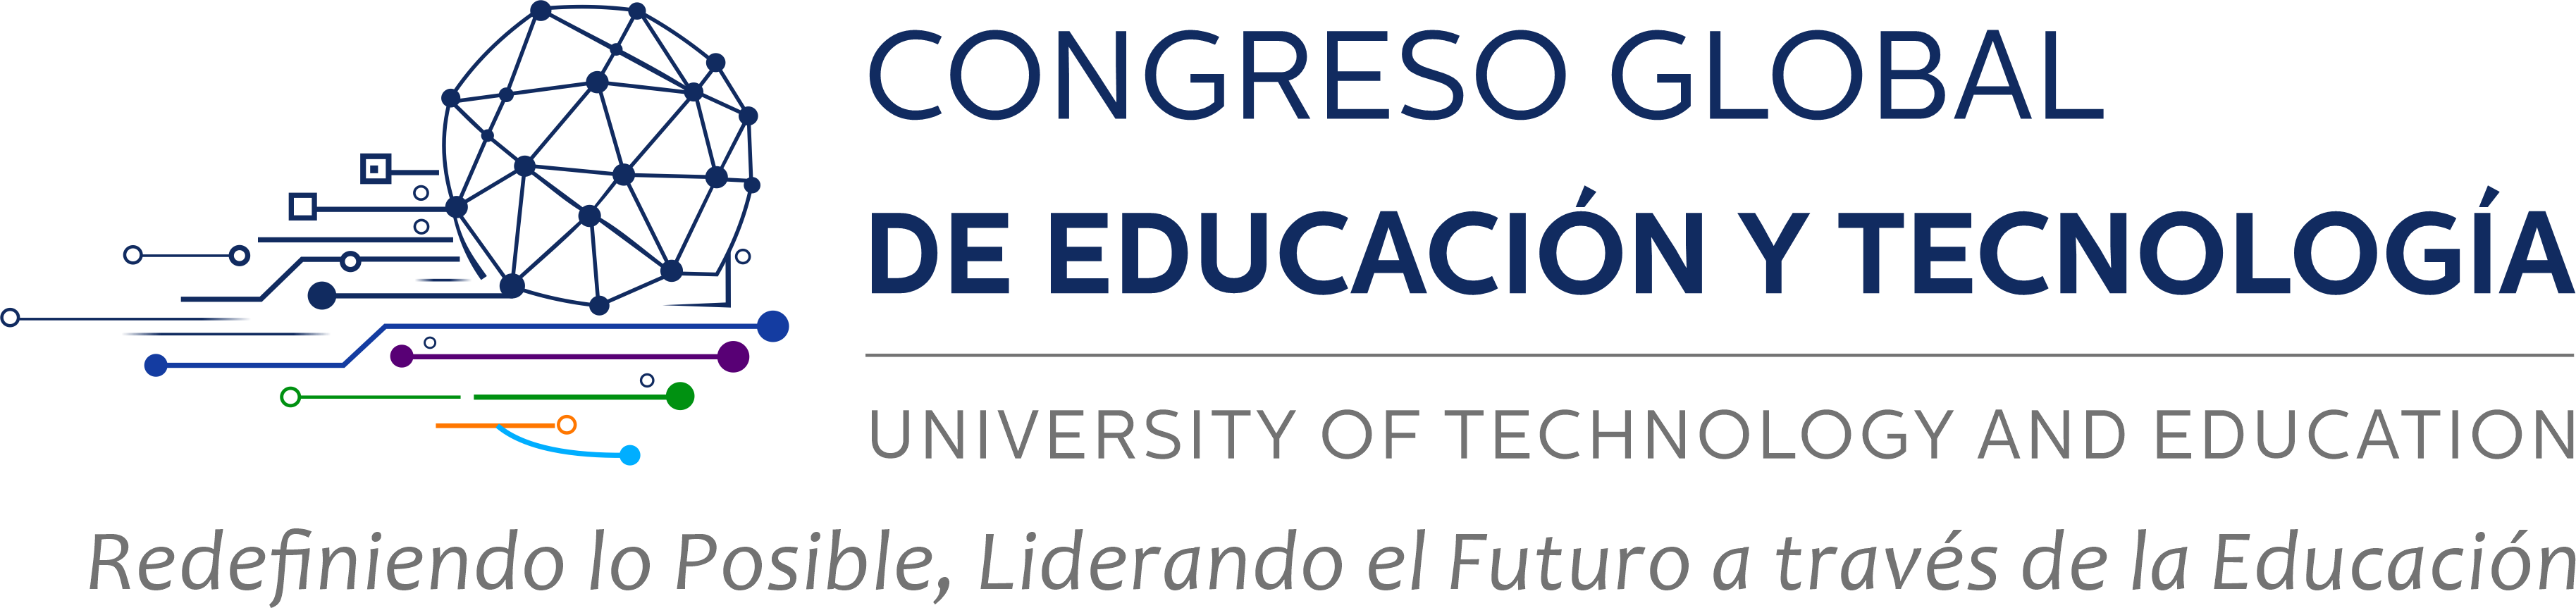 CONGRESO GLOBAL
DE EDUCACIÓN Y TECNOLOGÍA
UNIVERSITY OF TECHNOLOGY AND EDUCATION
Redefiniendo lo Posible, Liderando el Futuro a través de la Educación